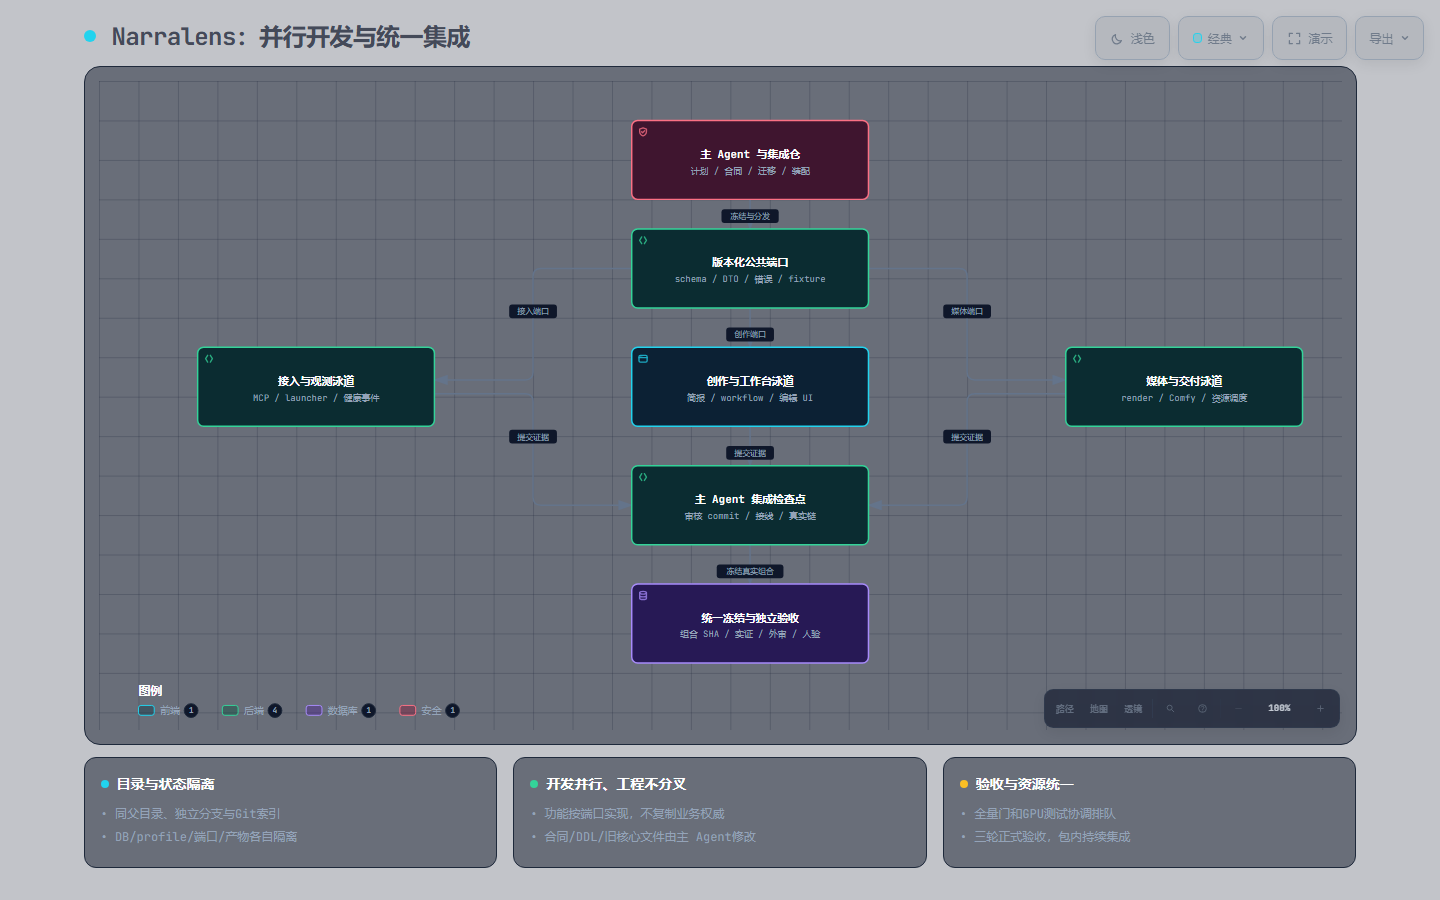 Narralens: 并行开发与统一集成
浅色
经典
演示
导出
主 Agent 与集成仓
计划 / 合同 / 迁移 / 装配
冻结与分发
版本化公共端口
schema / DTO / 错误 / fixture
接入端口
媒体端口
创作端口
接入与观测泳道
MCP / launcher / 健康事件
创作与工作台泳道
简报 / workflow / 编辑 UI
媒体与交付泳道
render / Comfy / 资源调度
提交证据
提交证据
提交证据
主 Agent 集成检查点
审核 commit / 接线 / 真实链
冻结真实组合
统一冻结与独立验收
组合 SHA / 实证 / 外审 / 人验
图例
前端 1
后端 4
数据库 1
安全 1
路径
地图
透镜
100%
目录与状态隔离
• 同父目录、独立分支与Git索引
• DB/profile/端口/产物各自隔离
开发并行、工程不分叉
• 功能按端口实现，不复制业务权威
• 合同/DDL/旧核心文件由主 Agent修改
验收与资源统一
• 全量门和GPU测试协调排队
• 三轮正式验收，包内持续集成